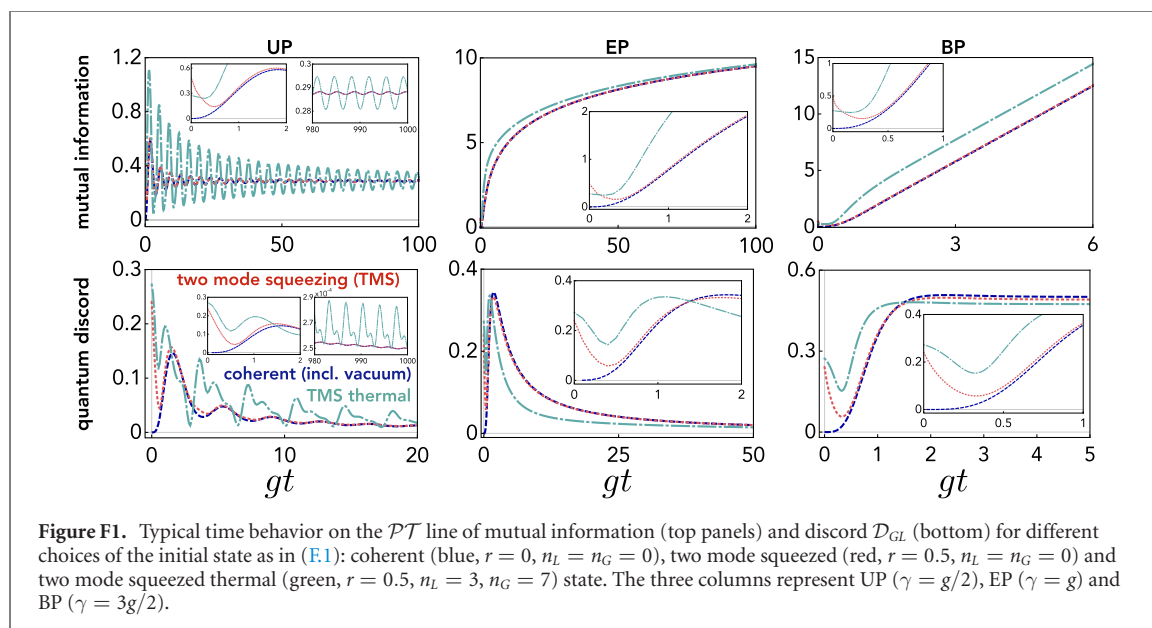 UP EP BP
mutual information
1.2
0.8
0.4
0
0 50 100
0.6
0.3
0
0 1 2
0.3
0.29
0.28
980 990 1000
10
5
0
0 50 100
2
1
0
0 1 2
15
10
5
0
0 3 6
1
0.5
0
0 0.5 1
quantum discord
0.3
0.2
0.1
0
0 10 20
gt
two mode squeezing (TMS)
coherent (incl. vacuum)
TMS thermal
0.3
0.2
0.1
0
0 1 2
×10⁻⁴
2.9
2.7
2.5
980 990 1000
0.4
0.2
0
0 25 50
gt
0.4
0.2
0
0 1 2
0.6
0.3
0
0 1 2 3 4 5
gt
0.4
0.2
0
0 0.5 1
Figure F1. Typical time behavior on the 𝒫𝒯 line of mutual information (top panels) and discord 𝒟GL (bottom) for different
choices of the initial state as in (F.1): coherent (blue, r = 0, nL = nG = 0), two mode squeezed (red, r = 0.5, nL = nG = 0) and
two mode squeezed thermal (green, r = 0.5, nL = 3, nG = 7) state. The three columns represent UP (γ = g/2), EP (γ = g) and
BP (γ = 3g/2).